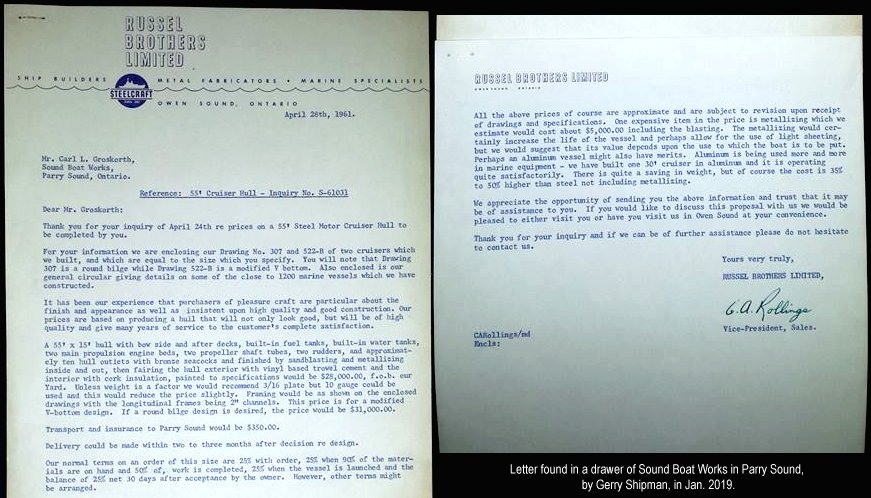 RUSSEL
BROTHERS
LIMITED
SHIP BUILDERS • METAL FABRICATORS • MARINE SPECIALISTS
STEELCRAFT
OWEN SOUND, ONTARIO
April 28th, 1961.
Mr. Carl L. Groskorth,
Sound Boat Works,
Parry Sound, Ontario.
Reference: 55' Cruiser Hull - Inquiry No. S-61031
Dear Mr. Groskorth:
Thank you for your inquiry of April 24th re prices on a 55' Steel Motor Cruiser Hull to
be completed by you.
For your information we are enclosing our Drawing No. 307 and 522-B of two cruisers which
we built, and which are equal to the size which you specify. You will note that Drawing
307 is a round bilge while Drawing 522-B is a modified V bottom. Also enclosed is our
general circular giving details on some of the close to 1200 marine vessels which we have
constructed.
It has been our experience that purchasers of pleasure craft are particular about the
finish and appearance as well as insistent upon high quality and good construction. Our
prices are based on producing a hull that will not only look good, but will be of high
quality and give many years of service to the customer's complete satisfaction.
A 55' x 15' hull with bow side and after decks, built-in fuel tanks, built-in water tanks,
two main propulsion engine beds, two propeller shaft tubes, two rudders, and approximat-
ely ten hull outlets with bronze seacocks and finished by sandblasting and metallizing
inside and out, then fairing the hull exterior with vinyl based trowel cement and the
interior with cork insulation, painted to specifications would be $28,000.00, f.o.b. our
Yard. Unless weight is a factor we would recommend 3/16 plate but 10 gauge could be
used and this would reduce the price slightly. Framing would be as shown on the enclosed
drawings with the longitudinal frames being 2" channels. This price is for a modified
V-bottom design. If a round bilge design is desired, the price would be $31,000.00.
Transport and insurance to Parry Sound would be $350.00.
Delivery could be made within two to three months after decision re design.
Our normal terms on an order of this size are 25% with order, 25% when 90% of the mater-
ials are on hand and 50% of, work is completed, 25% when the vessel is launched and the
balance of 25% net 30 days after acceptance by the owner. However, other terms might
be arranged.
RUSSEL BROTHERS LIMITED
OWEN SOUND ONTARIO
All the above prices of course are approximate and are subject to revision upon receipt
of drawings and specifications. One expensive item in the price is metallizing which we
estimate would cost about $5,000.00 including the blasting. The metallizing would cer-
tainly increase the life of the vessel and perhaps allow for the use of light sheeting,
but we would suggest that its value depends upon the use to which the boat is to be put.
Perhaps an aluminum vessel might also have merits. Aluminum is being used more and more
in marine equipment - we have built one 30' cruiser in aluminum and it is operating
quite satisfactorily. There is quite a saving in weight, but of course the cost is 35%
to 50% higher than steel not including metallizing.
We appreciate the opportunity of sending you the above information and trust that it may
be of assistance to you. If you would like to discuss this proposal with us we would be
pleased to either visit you or have you visit us in Owen Sound at your convenience.
Thank you for your inquiry and if we can be of further assistance please do not hesitate
to contact us.
Yours very truly,
RUSSEL BROTHERS LIMITED,
C.A. Rollings
Vice-President, Sales.
CARollings/md
Encls:
Letter found in a drawer of Sound Boat Works in Parry Sound,
by Gerry Shipman, in Jan. 2019.